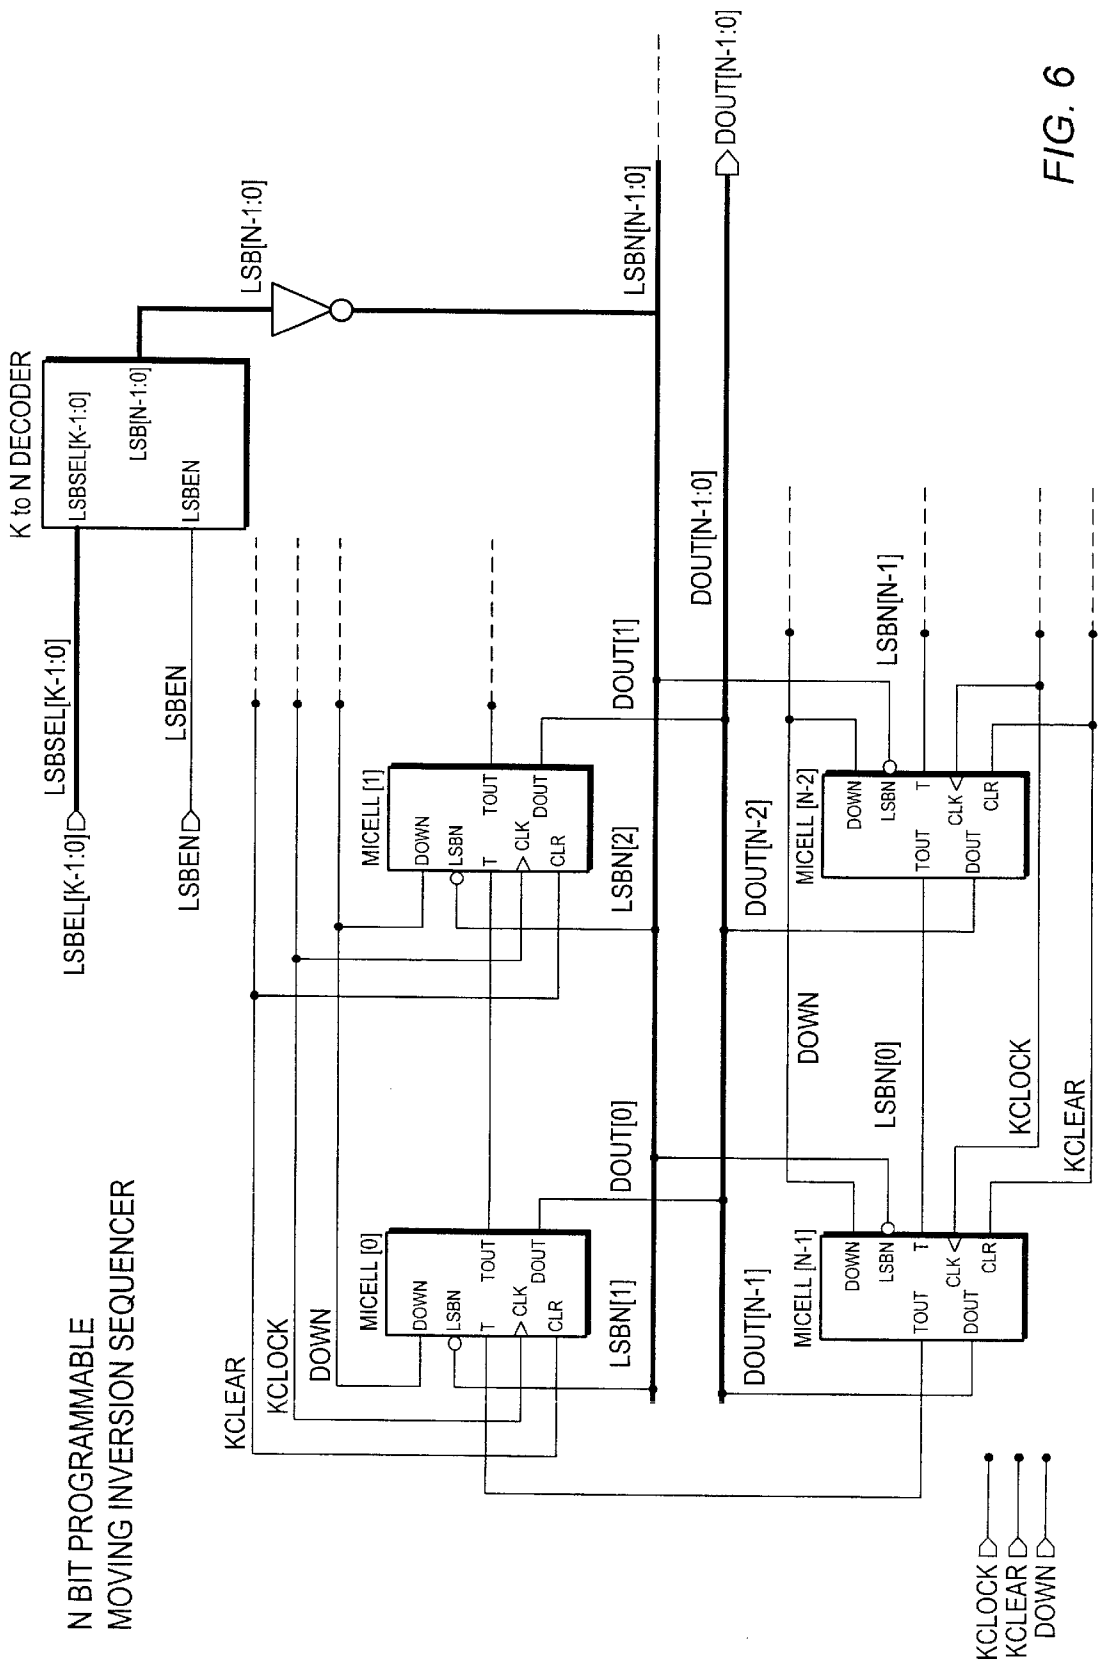 N BIT PROGRAMMABLE
MOVING INVERSION SEQUENCER
K to N DECODER
LSBEL[K-1:0]
LSBSEL[K-1:0]
LSBSEL[K-1:0]
LSB[N-1:0]
LSBEN
LSBEN
LSBEN
LSB[N-1:0]
KCLEAR
KCLOCK
DOWN
MICELL [0]
DOWN
LSBN
T
CLK
CLR
TOUT
DOUT
MICELL [1]
DOWN
LSBN
T
CLK
CLR
TOUT
DOUT
LSBN[1]
DOUT[0]
LSBN[2]
DOUT[1]
LSBN[N-1:0]
DOUT[N-1:0]
DOUT[N-1:0]
DOUT[N-1]
MICELL [N-1]
DOWN
LSBN
T
CLK
CLR
TOUT
DOUT
DOWN
LSBN[0]
KCLOCK
KCLEAR
DOUT[N-2]
MICELL [N-2]
DOWN
LSBN
T
CLK
CLR
TOUT
DOUT
LSBN[N-1]
KCLOCK
KCLEAR
DOWN
FIG. 6